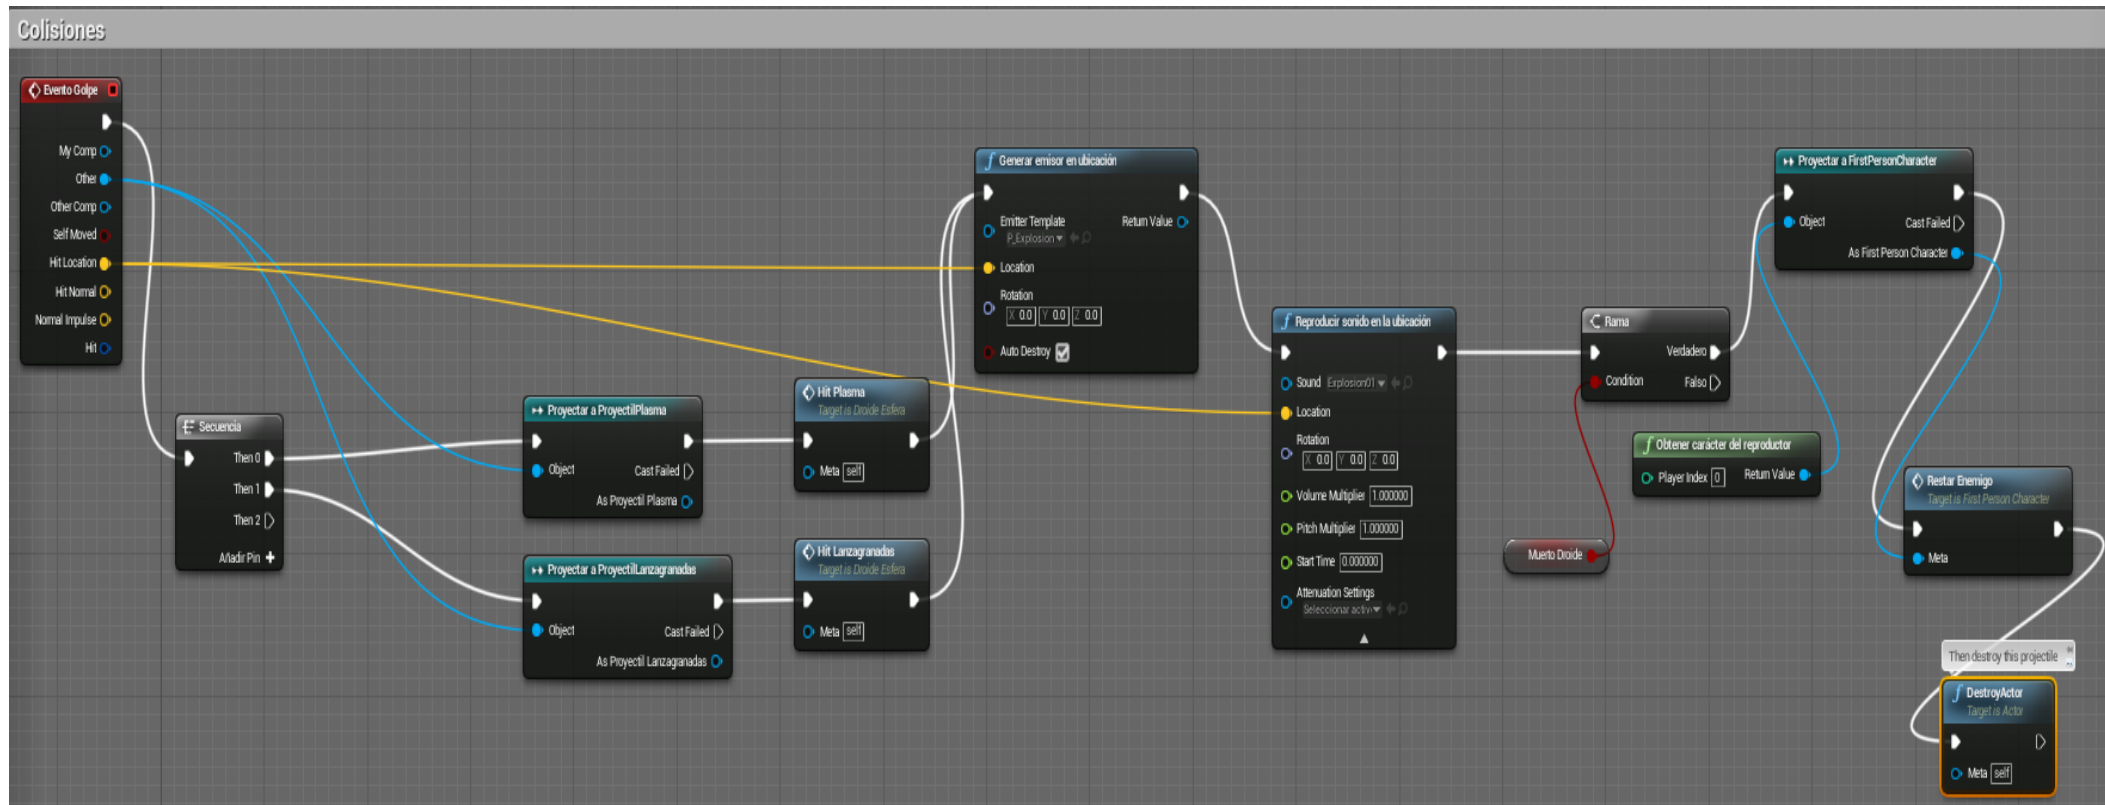 Colisiones
Evento Golpe
My Comp
Other
Other Comp
Self Moved
Hit Location
Hit Normal
Normal Impulse
Hit
Secuencia
Then 0
Then 1
Then 2
Añadir Pin +
Proyectar a ProyectilPlasma
Object
Cast Failed
As Proyectil Plasma
Proyectar a ProyectilLanzagranadas
Object
Cast Failed
As Proyectil Lanzagranadas
Hit Plasma
Target is Droide Esfera
Meta self
Hit Lanzagranadas
Target is Droide Esfera
Meta self
f Generar emisor en ubicación
Emitter Template
P_Explosion
Return Value
Location
Rotation
X 0.0 Y 0.0 Z 0.0
Auto Destroy
f Reproducir sonido en la ubicación
Sound Explosion01
Location
Rotation
X 0.0 Y 0.0 Z 0.0
Volume Multiplier 1.000000
Pitch Multiplier 1.000000
Start Time 0.000000
Attenuation Settings
Seleccionar activ
Muerto Droide
Rama
Verdadero
Condition
Falso
f Obtener carácter del reproductor
Player Index 0
Return Value
Proyectar a FirstPersonCharacter
Object
Cast Failed
As First Person Character
Restar Enemigo
Target is First Person Character
Meta
Then destroy this projectile
f DestroyActor
Target is Actor
Meta self